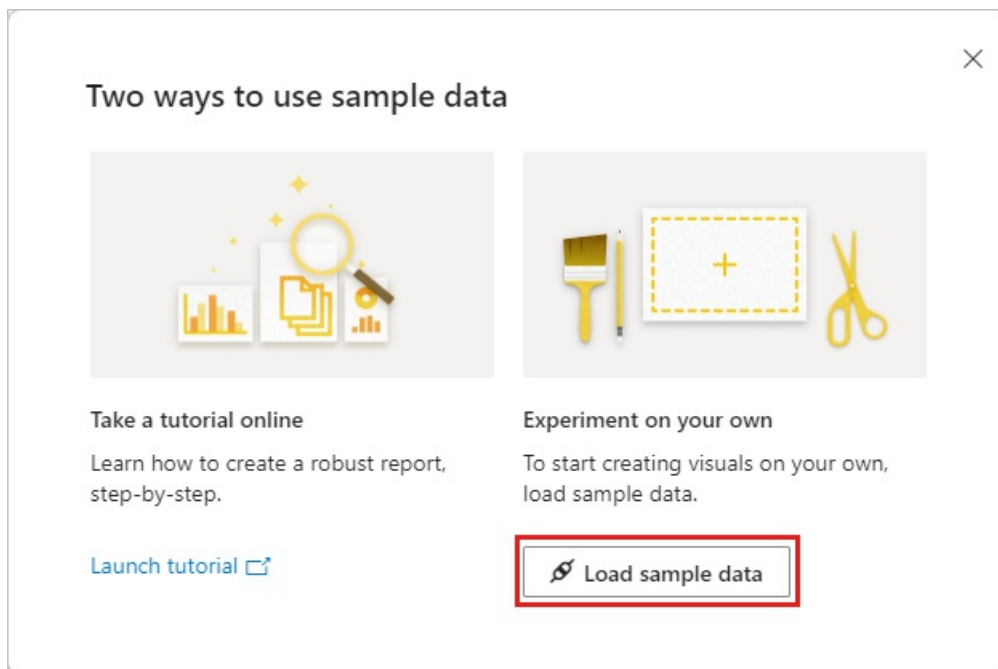 Two ways to use sample data
Take a tutorial online
Learn how to create a robust report,
step-by-step.
Launch tutorial
Experiment on your own
To start creating visuals on your own,
load sample data.
Load sample data